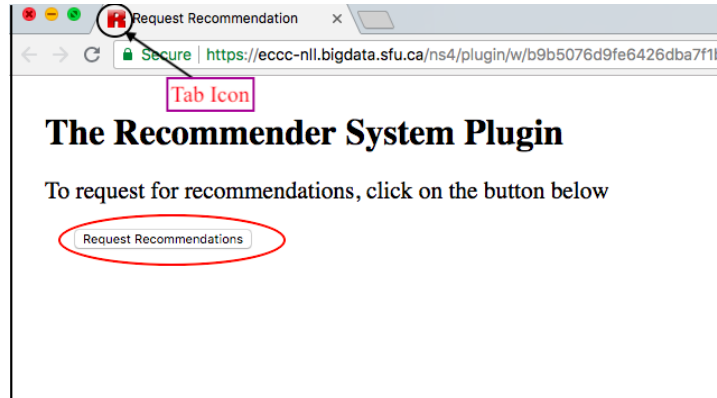 Request Recommendation
Secure | https://eccc-nll.bigdata.sfu.ca/ns4/plugin/w/b9b5076d9fe6426dba7f1b
Tab Icon
The Recommender System Plugin
To request for recommendations, click on the button below
Request Recommendations